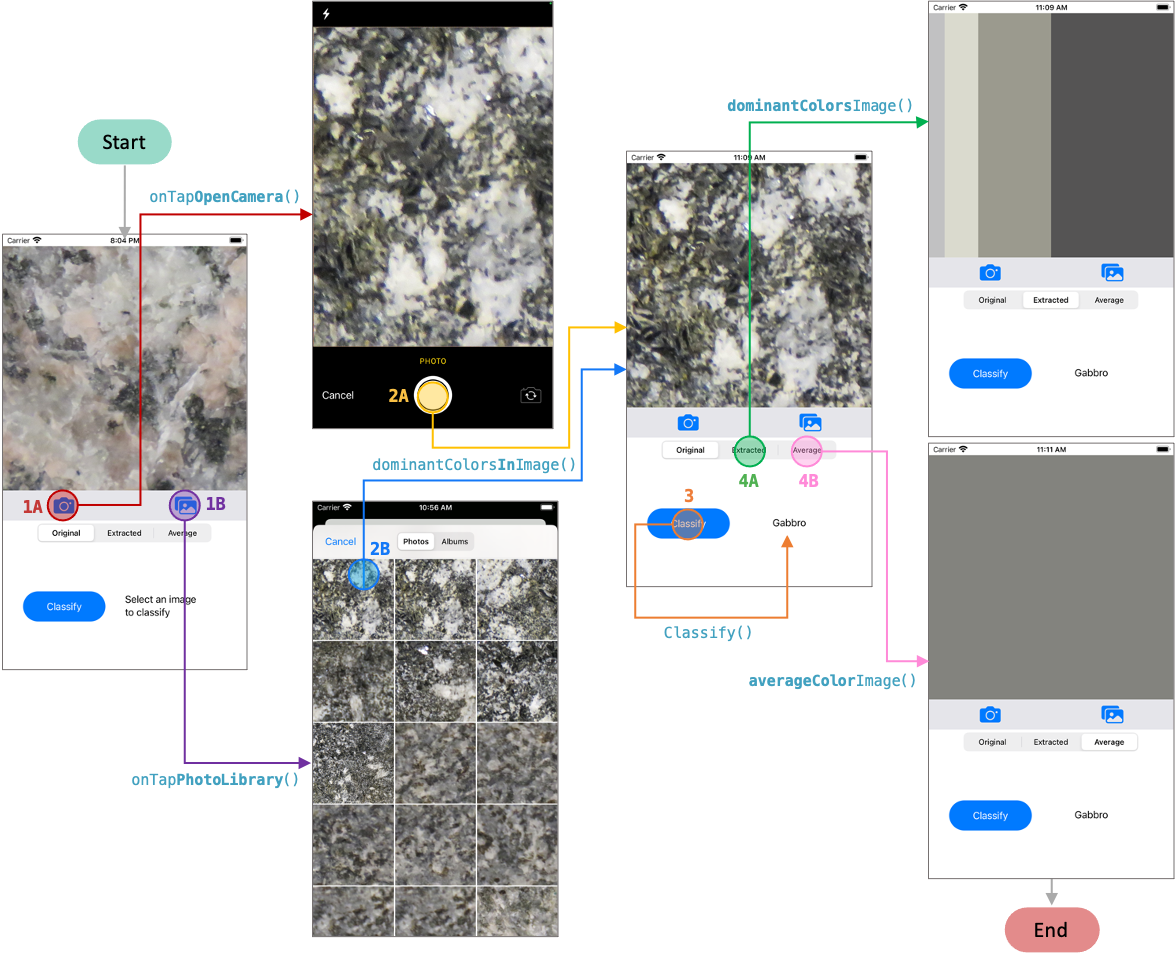 Start
onTapOpenCamera()
Carrier
8:04 PM
1A
1B
Original
Extracted
Average
Classify
Select an image
to classify
onTapPhotoLibrary()
PHOTO
Cancel
2A
dominantColorsInImage()
Carrier
10:56 AM
Cancel
2B
Photos
Albums
Carrier
11:09 AM
Original
Extracted
Average
4A
4B
3
Classify
Gabbro
Classify()
dominantColorsImage()
averageColorImage()
Carrier
11:09 AM
Original
Extracted
Average
Classify
Gabbro
Carrier
11:11 AM
Original
Extracted
Average
Classify
Gabbro
End